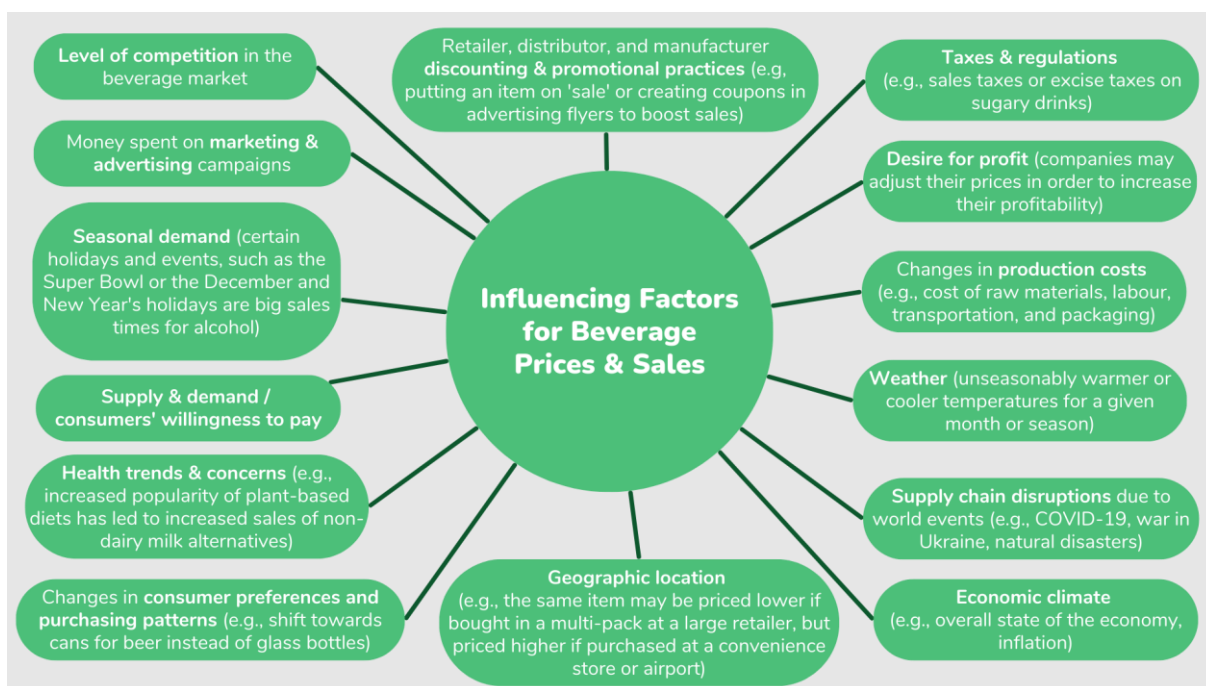 Level of competition in the
beverage market
Money spent on marketing &
advertising campaigns
Seasonal demand (certain
holidays and events, such as the
Super Bowl or the December and
New Year's holidays are big sales
times for alcohol)
Supply & demand /
consumers' willingness to pay
Health trends & concerns (e.g.,
increased popularity of plant-based
diets has led to increased sales of non-
dairy milk alternatives)
Changes in consumer preferences and
purchasing patterns (e.g., shift towards
cans for beer instead of glass bottles)
Retailer, distributor, and manufacturer
discounting & promotional practices (e.g,
putting an item on 'sale' or creating coupons in
advertising flyers to boost sales)
Influencing Factors
for Beverage
Prices & Sales
Geographic location
(e.g., the same item may be priced lower if
bought in a multi-pack at a large retailer, but
priced higher if purchased at a convenience
store or airport)
Taxes & regulations
(e.g., sales taxes or excise taxes on
sugary drinks)
Desire for profit (companies may
adjust their prices in order to increase
their profitability)
Changes in production costs
(e.g., cost of raw materials, labour,
transportation, and packaging)
Weather (unseasonably warmer or
cooler temperatures for a given
month or season)
Supply chain disruptions due to
world events (e.g., COVID-19, war in
Ukraine, natural disasters)
Economic climate
(e.g., overall state of the economy,
inflation)